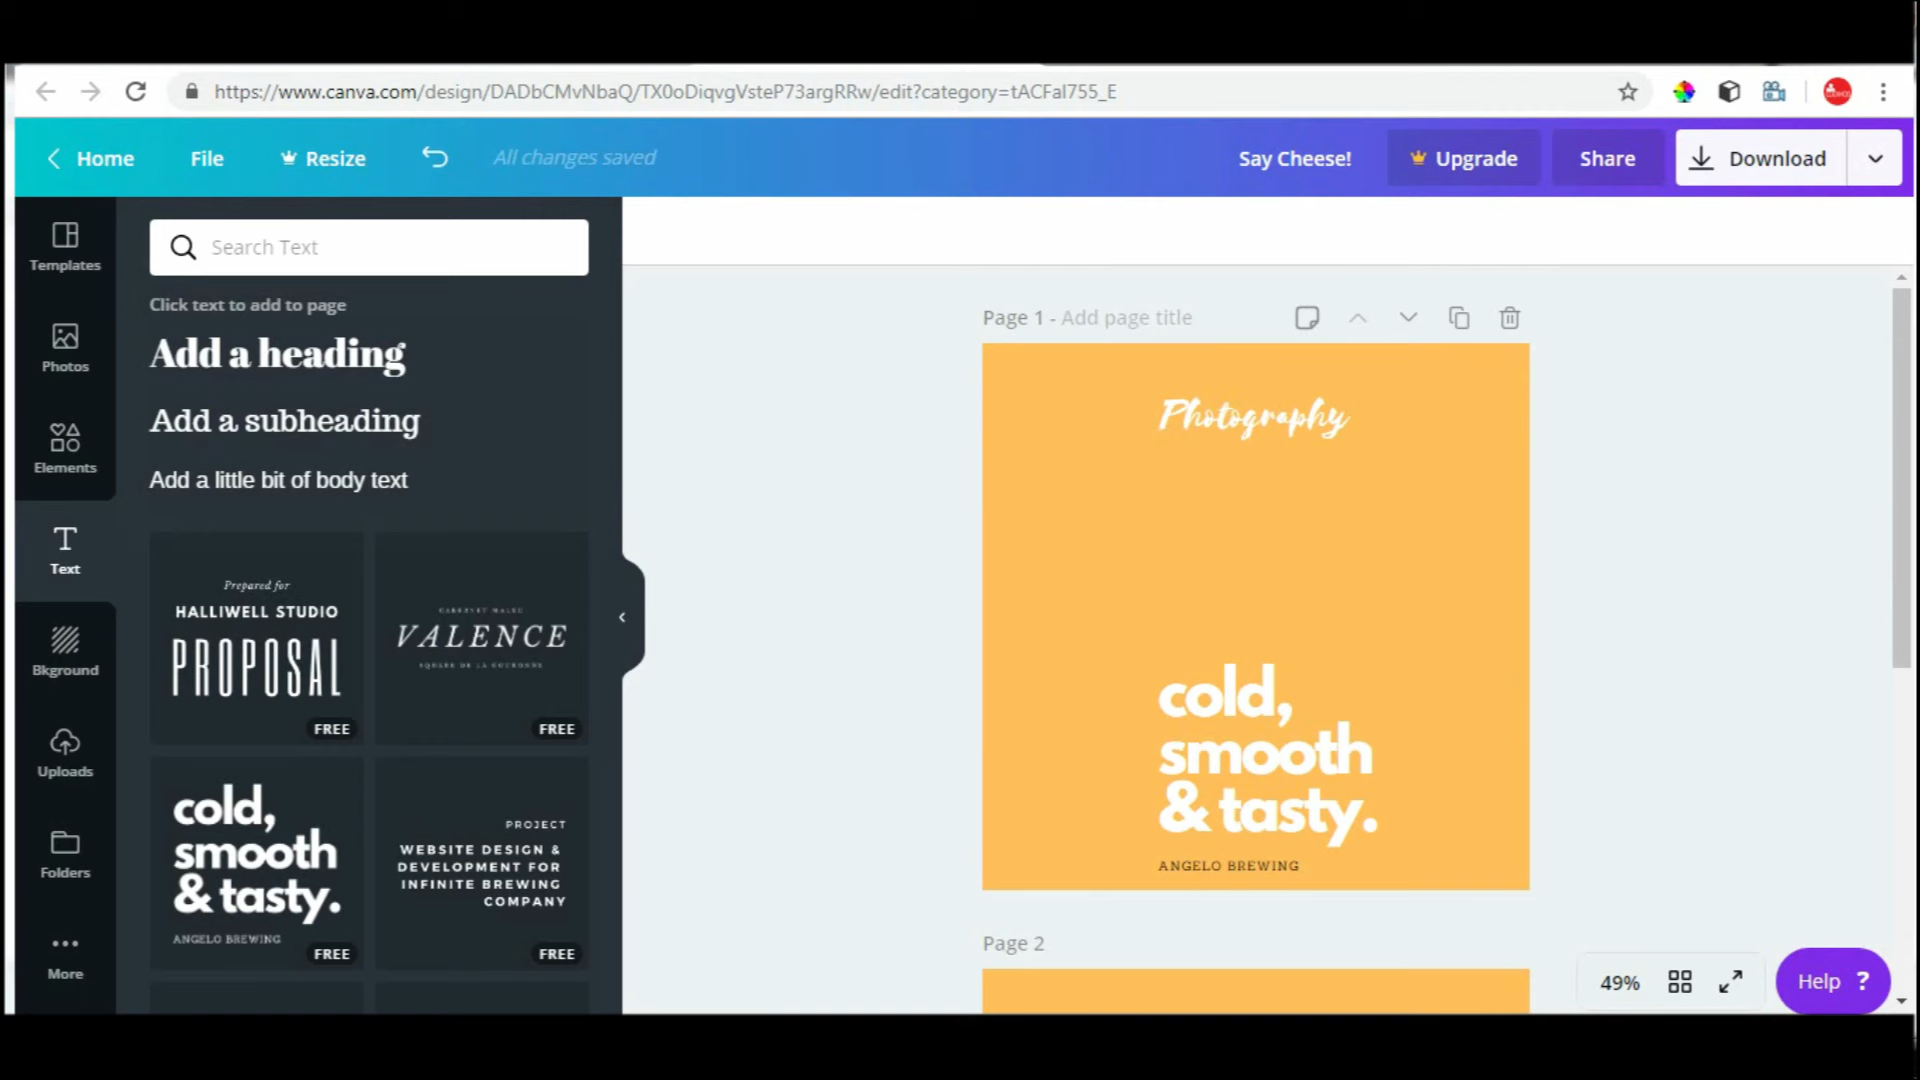 https://www.canva.com/design/DADbCMvNbaQ/TX0oDiqvgVsteP73argRRw/edit?category=tACFaI755_E
Home File Resize All changes saved Say Cheese! Upgrade Share Download
Templates
Photos
Elements
Text
Bkground
Uploads
Folders
More
Search Text
Click text to add to page
Add a heading
Add a subheading
Add a little bit of body text
Prepared for
HALLIWELL STUDIO
PROPOSAL
FREE
CABERNET MALEC
VALENCE
FREE
cold,
smooth
& tasty.
ANGELO BREWING
FREE
PROJECT
WEBSITE DESIGN &
DEVELOPMENT FOR
INFINITE BREWING
COMPANY
FREE
Page 1 - Add page title
Photography
cold,
smooth
& tasty.
ANGELO BREWING
Page 2
49%
Help ?